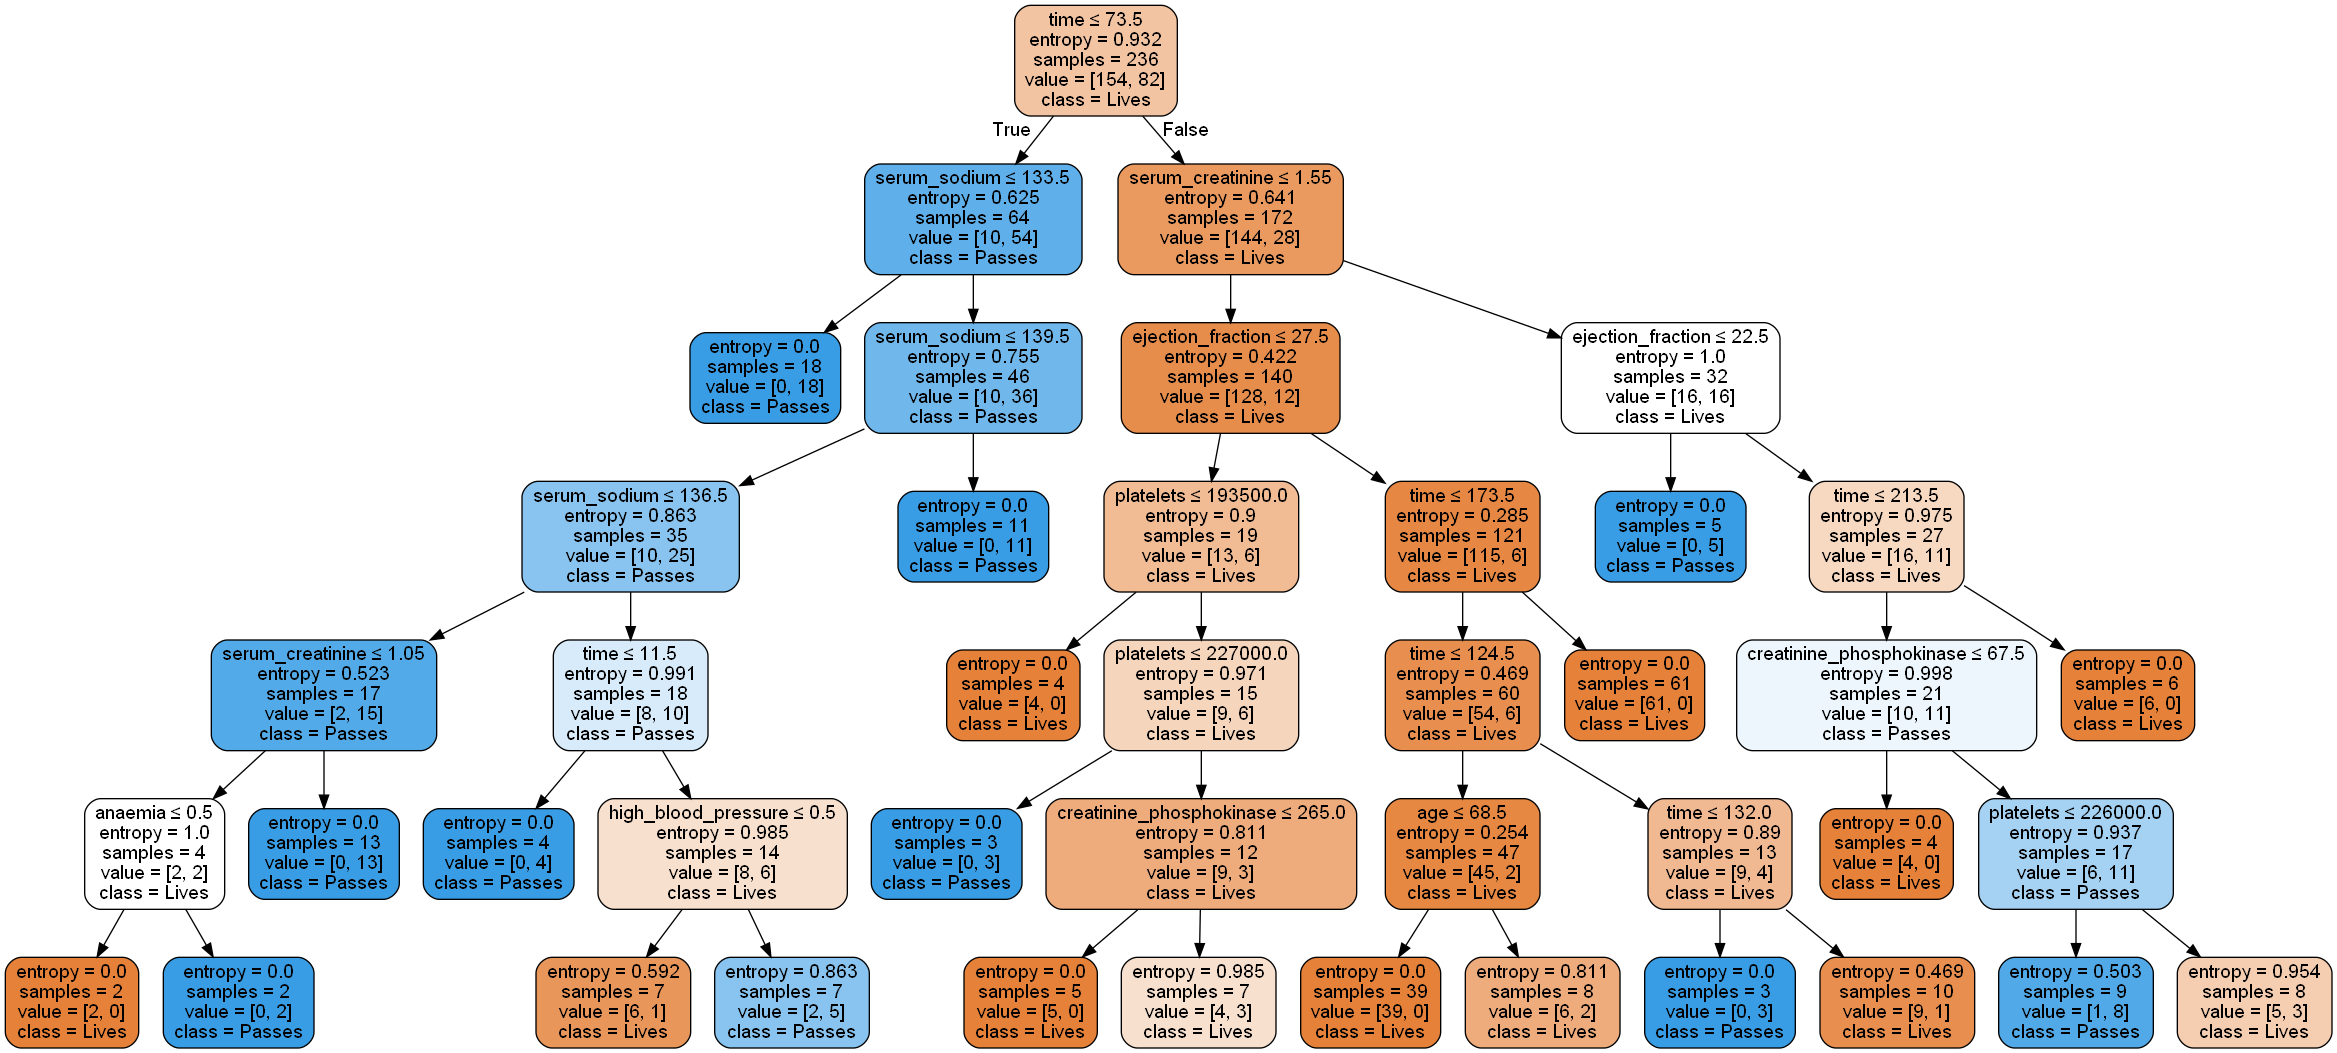 time ≤ 73.5
entropy = 0.932
samples = 236
value = [154, 82]
class = Lives
True
False
serum_sodium ≤ 133.5
entropy = 0.625
samples = 64
value = [10, 54]
class = Passes
serum_creatinine ≤ 1.55
entropy = 0.641
samples = 172
value = [144, 28]
class = Lives
entropy = 0.0
samples = 18
value = [0, 18]
class = Passes
serum_sodium ≤ 139.5
entropy = 0.755
samples = 46
value = [10, 36]
class = Passes
ejection_fraction ≤ 27.5
entropy = 0.422
samples = 140
value = [128, 12]
class = Lives
ejection_fraction ≤ 22.5
entropy = 1.0
samples = 32
value = [16, 16]
class = Lives
serum_sodium ≤ 136.5
entropy = 0.863
samples = 35
value = [10, 25]
class = Passes
entropy = 0.0
samples = 11
value = [0, 11]
class = Passes
platelets ≤ 193500.0
entropy = 0.9
samples = 19
value = [13, 6]
class = Lives
time ≤ 173.5
entropy = 0.285
samples = 121
value = [115, 6]
class = Lives
entropy = 0.0
samples = 5
value = [0, 5]
class = Passes
time ≤ 213.5
entropy = 0.975
samples = 27
value = [16, 11]
class = Lives
serum_creatinine ≤ 1.05
entropy = 0.523
samples = 17
value = [2, 15]
class = Passes
time ≤ 11.5
entropy = 0.991
samples = 18
value = [8, 10]
class = Passes
entropy = 0.0
samples = 4
value = [4, 0]
class = Lives
platelets ≤ 227000.0
entropy = 0.971
samples = 15
value = [9, 6]
class = Lives
time ≤ 124.5
entropy = 0.469
samples = 60
value = [54, 6]
class = Lives
entropy = 0.0
samples = 61
value = [61, 0]
class = Lives
creatinine_phosphokinase ≤ 67.5
entropy = 0.998
samples = 21
value = [10, 11]
class = Passes
entropy = 0.0
samples = 6
value = [6, 0]
class = Lives
anaemia ≤ 0.5
entropy = 1.0
samples = 4
value = [2, 2]
class = Lives
entropy = 0.0
samples = 13
value = [0, 13]
class = Passes
entropy = 0.0
samples = 4
value = [0, 4]
class = Passes
high_blood_pressure ≤ 0.5
entropy = 0.985
samples = 14
value = [8, 6]
class = Lives
entropy = 0.0
samples = 3
value = [0, 3]
class = Passes
creatinine_phosphokinase ≤ 265.0
entropy = 0.811
samples = 12
value = [9, 3]
class = Lives
age ≤ 68.5
entropy = 0.254
samples = 47
value = [45, 2]
class = Lives
time ≤ 132.0
entropy = 0.89
samples = 13
value = [9, 4]
class = Lives
entropy = 0.0
samples = 4
value = [4, 0]
class = Lives
platelets ≤ 226000.0
entropy = 0.937
samples = 17
value = [6, 11]
class = Passes
entropy = 0.0
samples = 2
value = [2, 0]
class = Lives
entropy = 0.0
samples = 2
value = [0, 2]
class = Passes
entropy = 0.592
samples = 7
value = [6, 1]
class = Lives
entropy = 0.863
samples = 7
value = [2, 5]
class = Passes
entropy = 0.0
samples = 5
value = [5, 0]
class = Lives
entropy = 0.985
samples = 7
value = [4, 3]
class = Lives
entropy = 0.0
samples = 39
value = [39, 0]
class = Lives
entropy = 0.811
samples = 8
value = [6, 2]
class = Lives
entropy = 0.0
samples = 3
value = [0, 3]
class = Passes
entropy = 0.469
samples = 10
value = [9, 1]
class = Lives
entropy = 0.503
samples = 9
value = [1, 8]
class = Passes
entropy = 0.954
samples = 8
value = [5, 3]
class = Lives